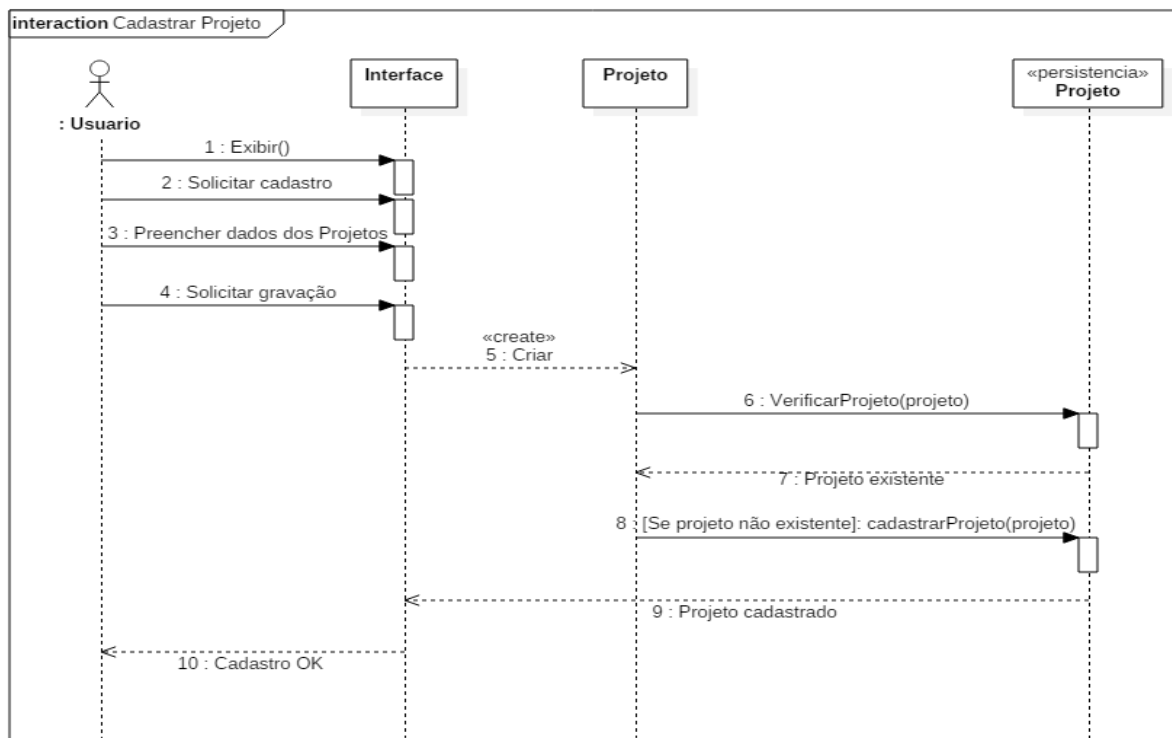 interaction Cadastrar Projeto
Interface
Projeto
«persistencia»
Projeto
: Usuario
1 : Exibir()
2 : Solicitar cadastro
3 : Preencher dados dos Projetos
4 : Solicitar gravação
«create»
5 : Criar
6 : VerificarProjeto(projeto)
7 : Projeto existente
8 : [Se projeto não existente]: cadastrarProjeto(projeto)
9 : Projeto cadastrado
10 : Cadastro OK